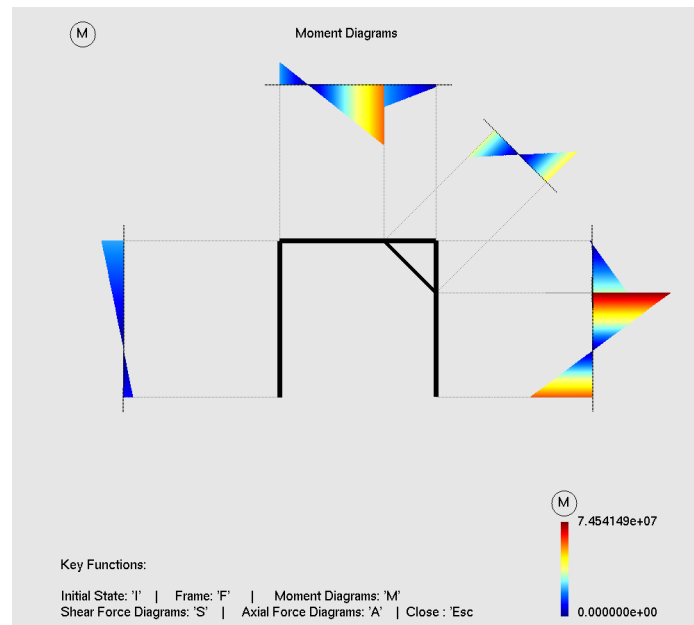 M
Moment Diagrams
M
7.454149e+07
0.000000e+00
Key Functions:
Initial State: 'I' | Frame: 'F' | Moment Diagrams: 'M'
Shear Force Diagrams: 'S' | Axial Force Diagrams: 'A' | Close : 'Esc